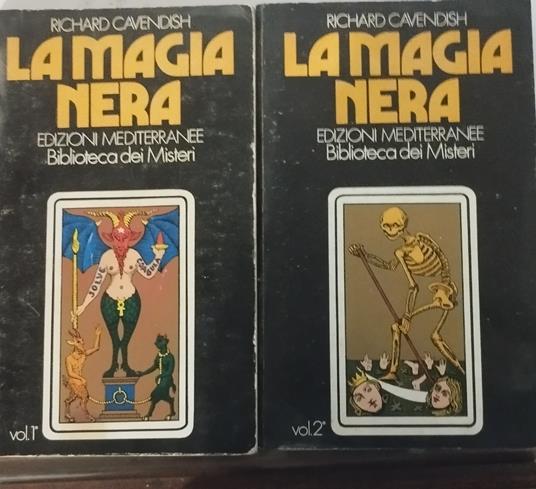 RICHARD CAVENDISH
LA MAGIA
NERA
EDIZIONI MEDITERRANEE
Biblioteca dei Misteri
SOLVE
vol.1°
RICHARD CAVENDISH
LA MAGIA
NERA
EDIZIONI MEDITERRANEE
Biblioteca dei Misteri
vol.2°